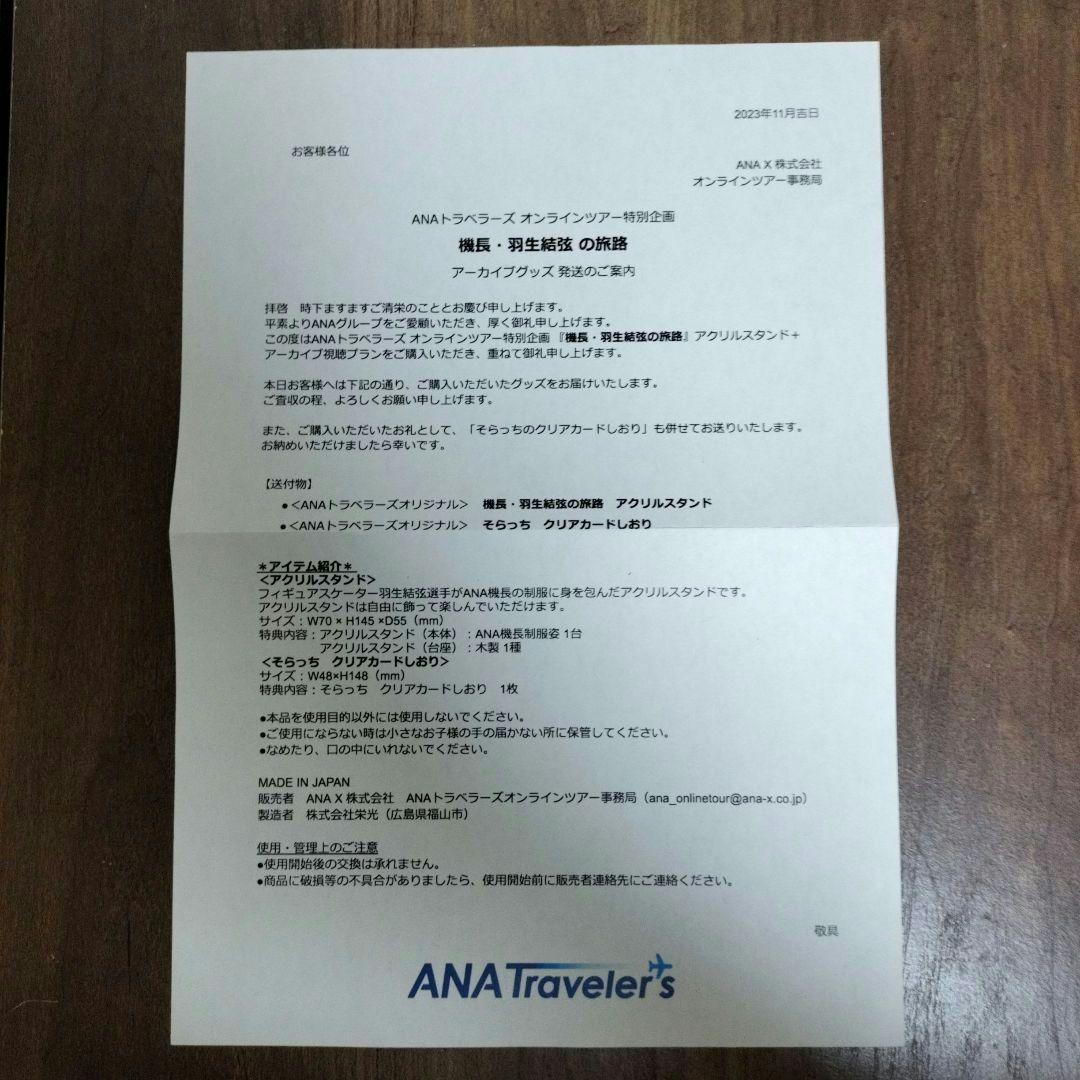 2023年11月吉日
お客様各位
ANA X 株式会社
オンラインツアー事務局
ANAトラベラーズ オンラインツアー特別企画
機長・羽生結弦 の旅路
アーカイブグッズ 発送のご案内
拝啓　時下ますますご清栄のこととお慶び申し上げます。
平素よりANAグループをご愛顧いただき、厚く御礼申し上げます。
この度はANAトラベラーズ オンラインツアー特別企画 『機長・羽生結弦の旅路』アクリルスタンド＋
アーカイブ視聴プランをご購入いただき、重ねて御礼申し上げます。
本日お客様へは下記の通り、ご購入いただいたグッズをお届けいたします。
ご査収の程、よろしくお願い申し上げます。
また、ご購入いただいたお礼として、「そらっちのクリアカードしおり」も併せてお送りいたします。
お納めいただけましたら幸いです。
【送付物】
●＜ANAトラベラーズオリジナル＞　機長・羽生結弦の旅路　アクリルスタンド
●＜ANAトラベラーズオリジナル＞　そらっち　クリアカードしおり
＊アイテム紹介＊
＜アクリルスタンド＞
フィギュアスケーター羽生結弦選手がANA機長の制服に身を包んだアクリルスタンドです。
アクリルスタンドは自由に飾って楽しんでいただけます。
サイズ：W70 × H145 ×D55（mm）
特典内容：アクリルスタンド（本体）：ANA機長制服姿 1台
アクリルスタンド（台座）：木製 1種
＜そらっち　クリアカードしおり＞
サイズ：W48×H148（mm）
特典内容：そらっち　クリアカードしおり　1枚
●本品を使用目的以外には使用しないでください。
●ご使用にならない時は小さなお子様の手の届かない所に保管してください。
●なめたり、口の中にいれないでください。
MADE IN JAPAN
販売者　ANA X 株式会社　ANAトラベラーズオンラインツアー事務局（ana_onlinetour@ana-x.co.jp）
製造者　株式会社栄光（広島県福山市）
使用・管理上のご注意
●使用開始後の交換は承れません。
●商品に破損等の不具合がありましたら、使用開始前に販売者連絡先にご連絡ください。
敬具
ANA Traveler's